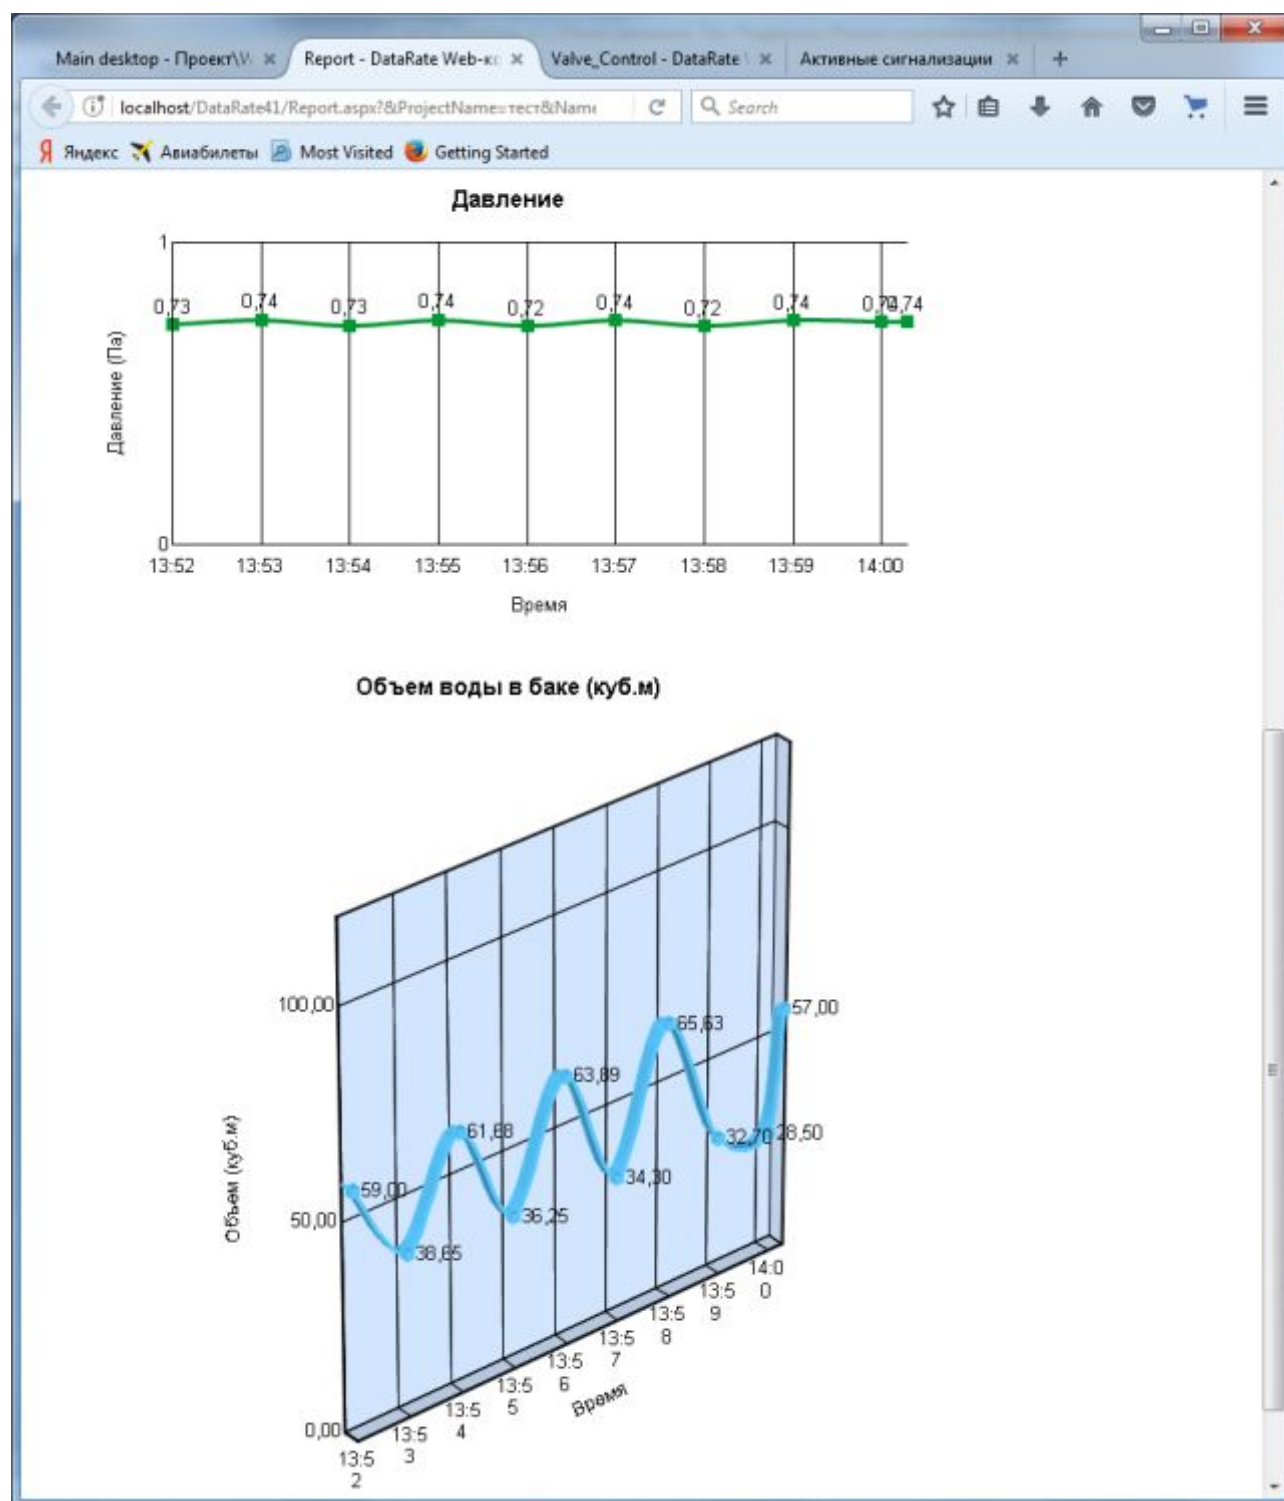 Main desktop - Проект\V
Report - DataRate Web-кс
Valve_Control - DataRate
Активные сигнализации
localhost/DataRate41/Report.aspx?&ProjectName=тест&Name
Search
Яндекс
Авиабилеты
Most Visited
Getting Started
Давление
1
0,73 0,74 0,73 0,74 0,72 0,74 0,72 0,74 0,74
Давление (Па)
0
13:52 13:53 13:54 13:55 13:56 13:57 13:58 13:59 14:00
Время
Объем воды в баке (куб.м)
100,00
50,00
0,00
Объем (куб.м)
59,00
38,65
61,68
36,25
63,89
34,30
65,63
32,70
28,50
57,00
13:5
2
13:5
3
13:5
4
13:5
5
13:5
6
13:5
7
13:5
8
13:5
9
14:0
0
Время